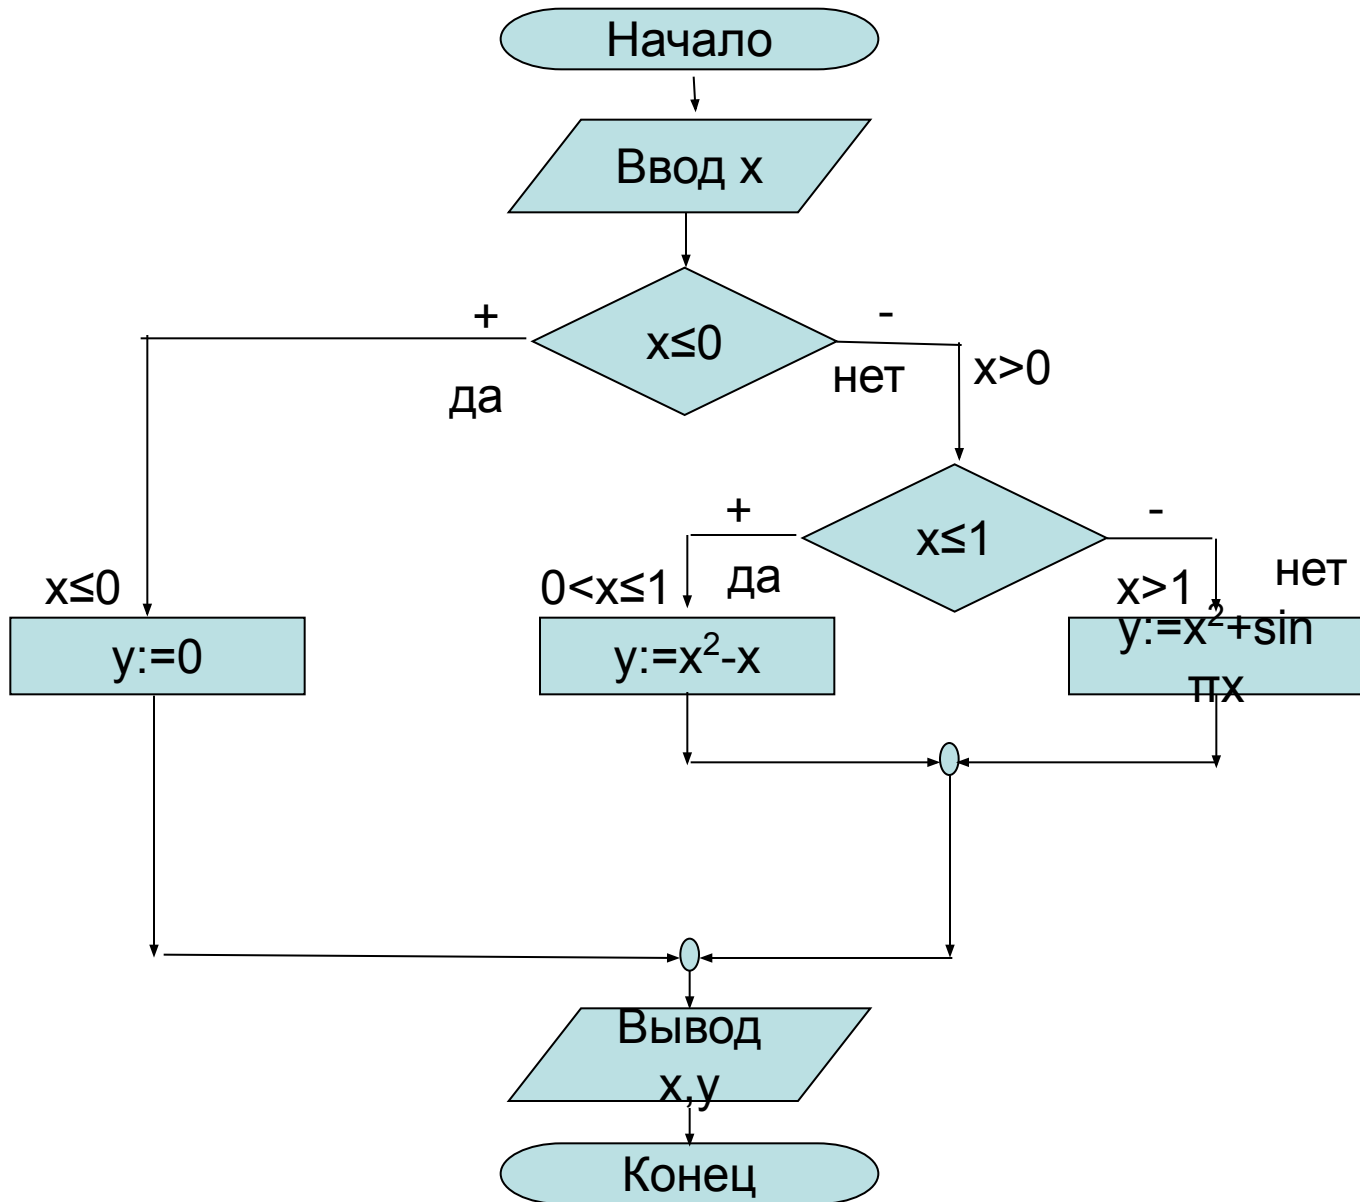 Начало
Ввод x
+
-
x≤0
да
нет
x>0
+
-
x≤1
да
нет
x≤0
0<x≤1
x>1
y:=0
y:=x²-x
y:=x²+sin
πx
Вывод
x,y
Конец